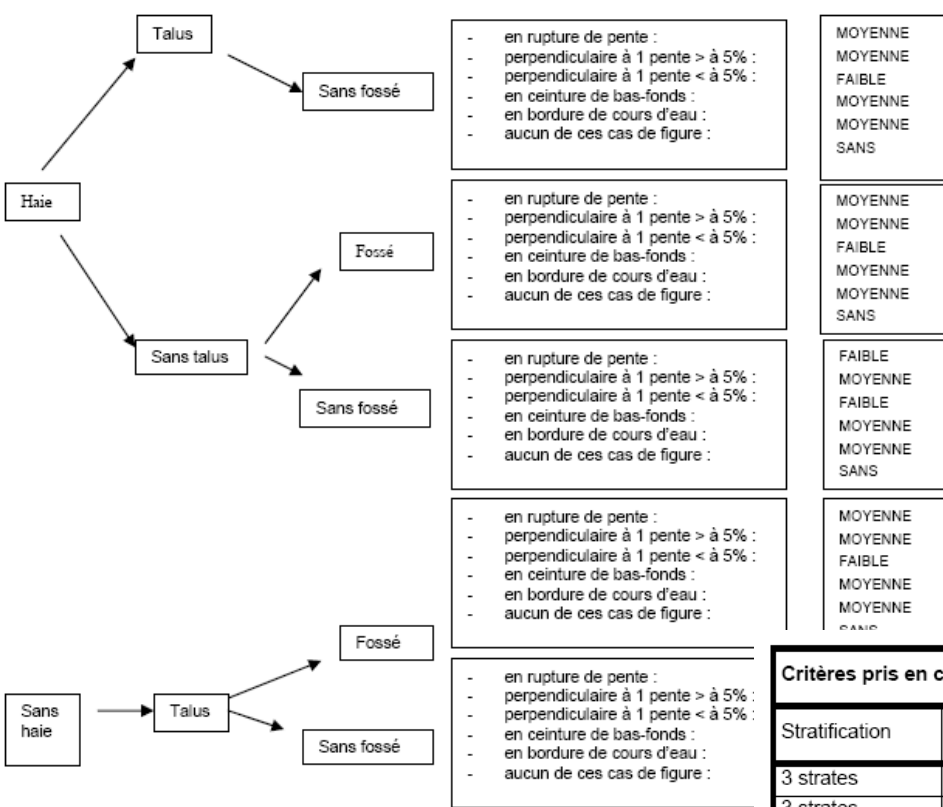 Talus
Sans fossé
- en rupture de pente :
- perpendiculaire à 1 pente > à 5% :
- perpendiculaire à 1 pente < à 5% :
- en ceinture de bas-fonds :
- en bordure de cours d'eau :
- aucun de ces cas de figure :
MOYENNE
MOYENNE
FAIBLE
MOYENNE
MOYENNE
SANS
Haie
Fossé
- en rupture de pente :
- perpendiculaire à 1 pente > à 5% :
- perpendiculaire à 1 pente < à 5% :
- en ceinture de bas-fonds :
- en bordure de cours d'eau :
- aucun de ces cas de figure :
MOYENNE
MOYENNE
FAIBLE
MOYENNE
MOYENNE
SANS
Sans talus
Sans fossé
- en rupture de pente :
- perpendiculaire à 1 pente > à 5% :
- perpendiculaire à 1 pente < à 5% :
- en ceinture de bas-fonds :
- en bordure de cours d'eau :
- aucun de ces cas de figure :
FAIBLE
MOYENNE
FAIBLE
MOYENNE
MOYENNE
SANS
- en rupture de pente :
- perpendiculaire à 1 pente > à 5% :
- perpendiculaire à 1 pente < à 5% :
- en ceinture de bas-fonds :
- en bordure de cours d'eau :
- aucun de ces cas de figure :
MOYENNE
MOYENNE
FAIBLE
MOYENNE
MOYENNE
Fossé
Sans haie
Talus
Sans fossé
- en rupture de pente :
- perpendiculaire à 1 pente > à 5% :
- perpendiculaire à 1 pente < à 5% :
- en ceinture de bas-fonds :
- en bordure de cours d'eau :
- aucun de ces cas de figure :
Critères pris en c
Stratification
3 strates